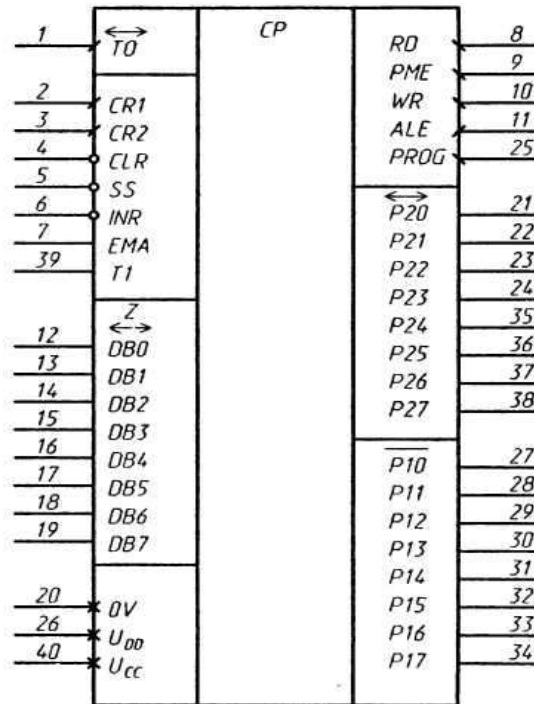 CP
1 T0
2 CR1
3 CR2
4 CLR
5 SS
6 INR
7 EMA
39 T1
Z
12 DB0
13 DB1
14 DB2
15 DB3
16 DB4
17 DB5
18 DB6
19 DB7
20 0V
26 U_DD
40 U_CC
RD 8
PME 9
WR 10
ALE 11
PROG 25
P20 21
P21 22
P22 23
P23 24
P24 35
P25 36
P26 37
P27 38
P10 27
P11 28
P12 29
P13 30
P14 31
P15 32
P16 33
P17 34